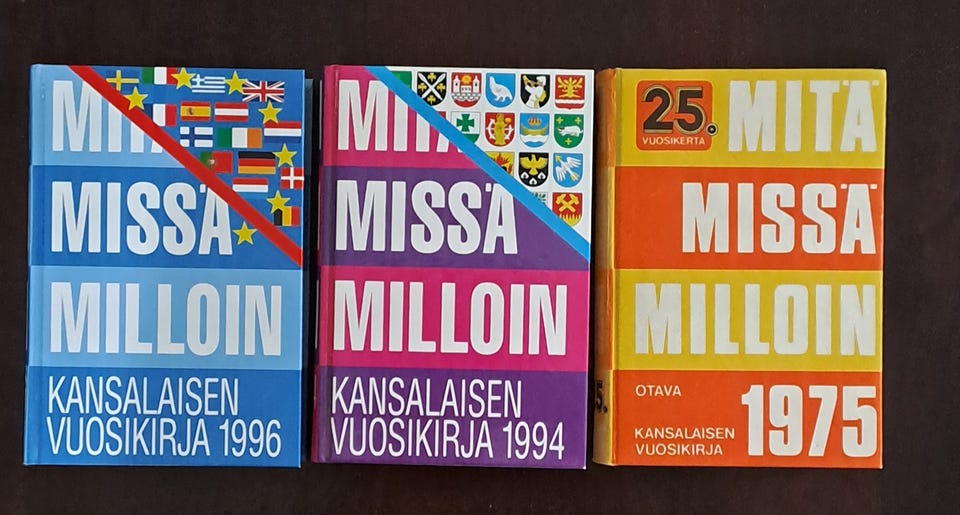 MITÄ
MISSÄ
MILLOIN
KANSALAISEN
VUOSIKIRJA 1996
MITÄ
MISSÄ
MILLOIN
KANSALAISEN
VUOSIKIRJA 1994
25.
VUOSIKERTA
MITÄ
MISSÄ
MILLOIN
OTAVA
1975
KANSALAISEN
VUOSIKIRJA